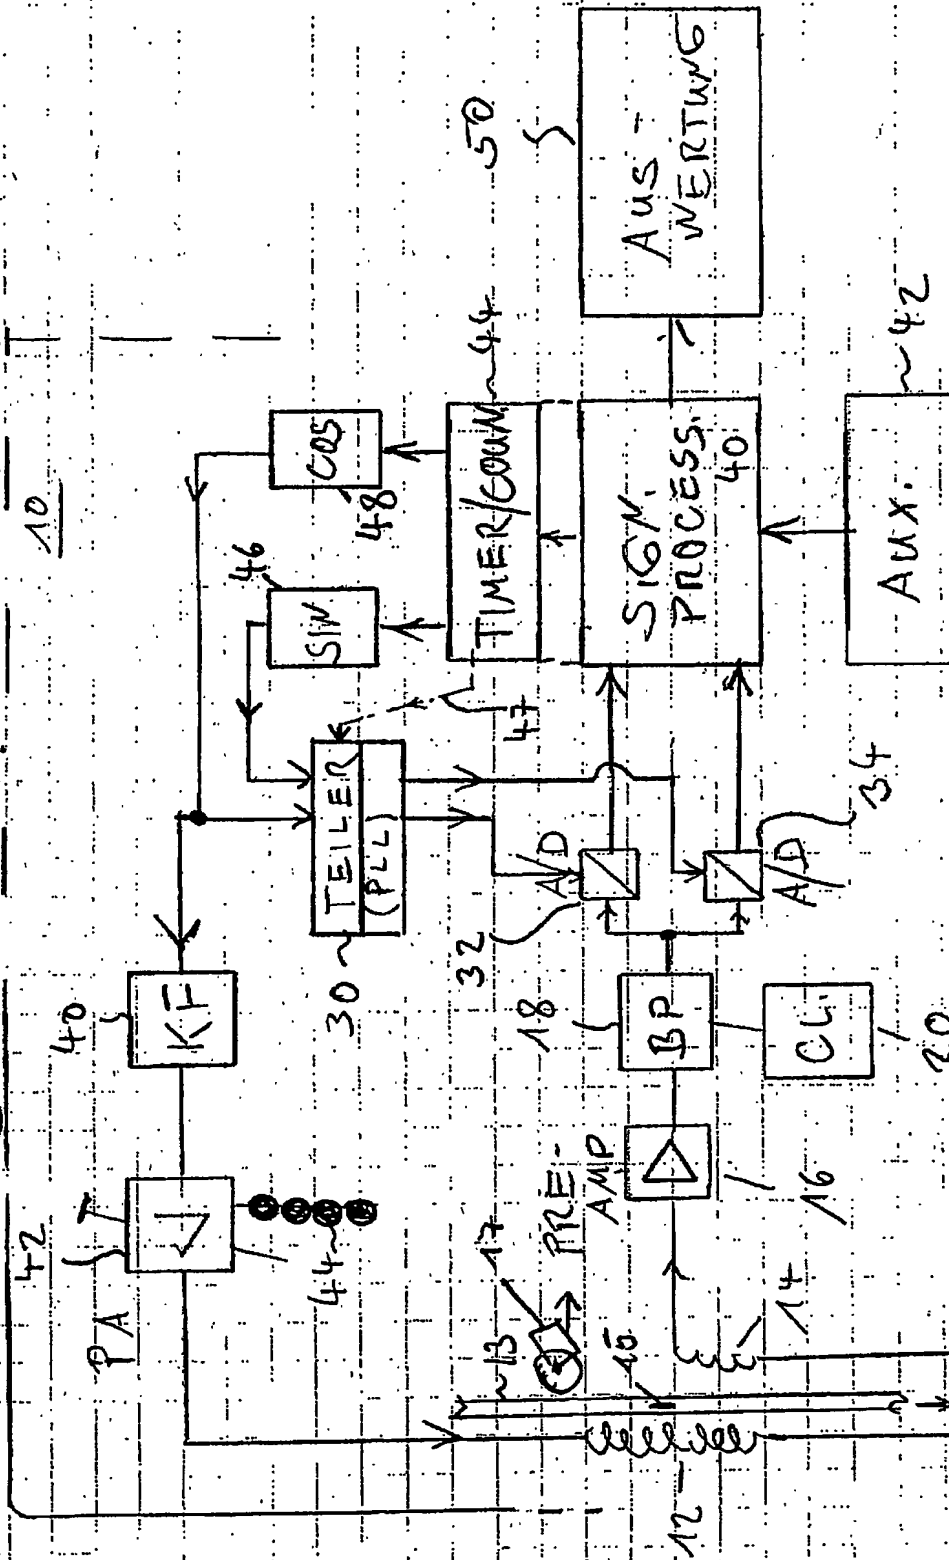 10
AUS-
WERTUNG
50
COS
48
46
SIN
TIMER/COUN.
44
47
SIGN.
PROCESS.
40
AUX.
42
TEILER
(PLL)
30
A/D
32
A/D
34
KF
40
BP
18
CL.
20
PA
42
44
PRE-
AMP
16
17
13
15
14
12